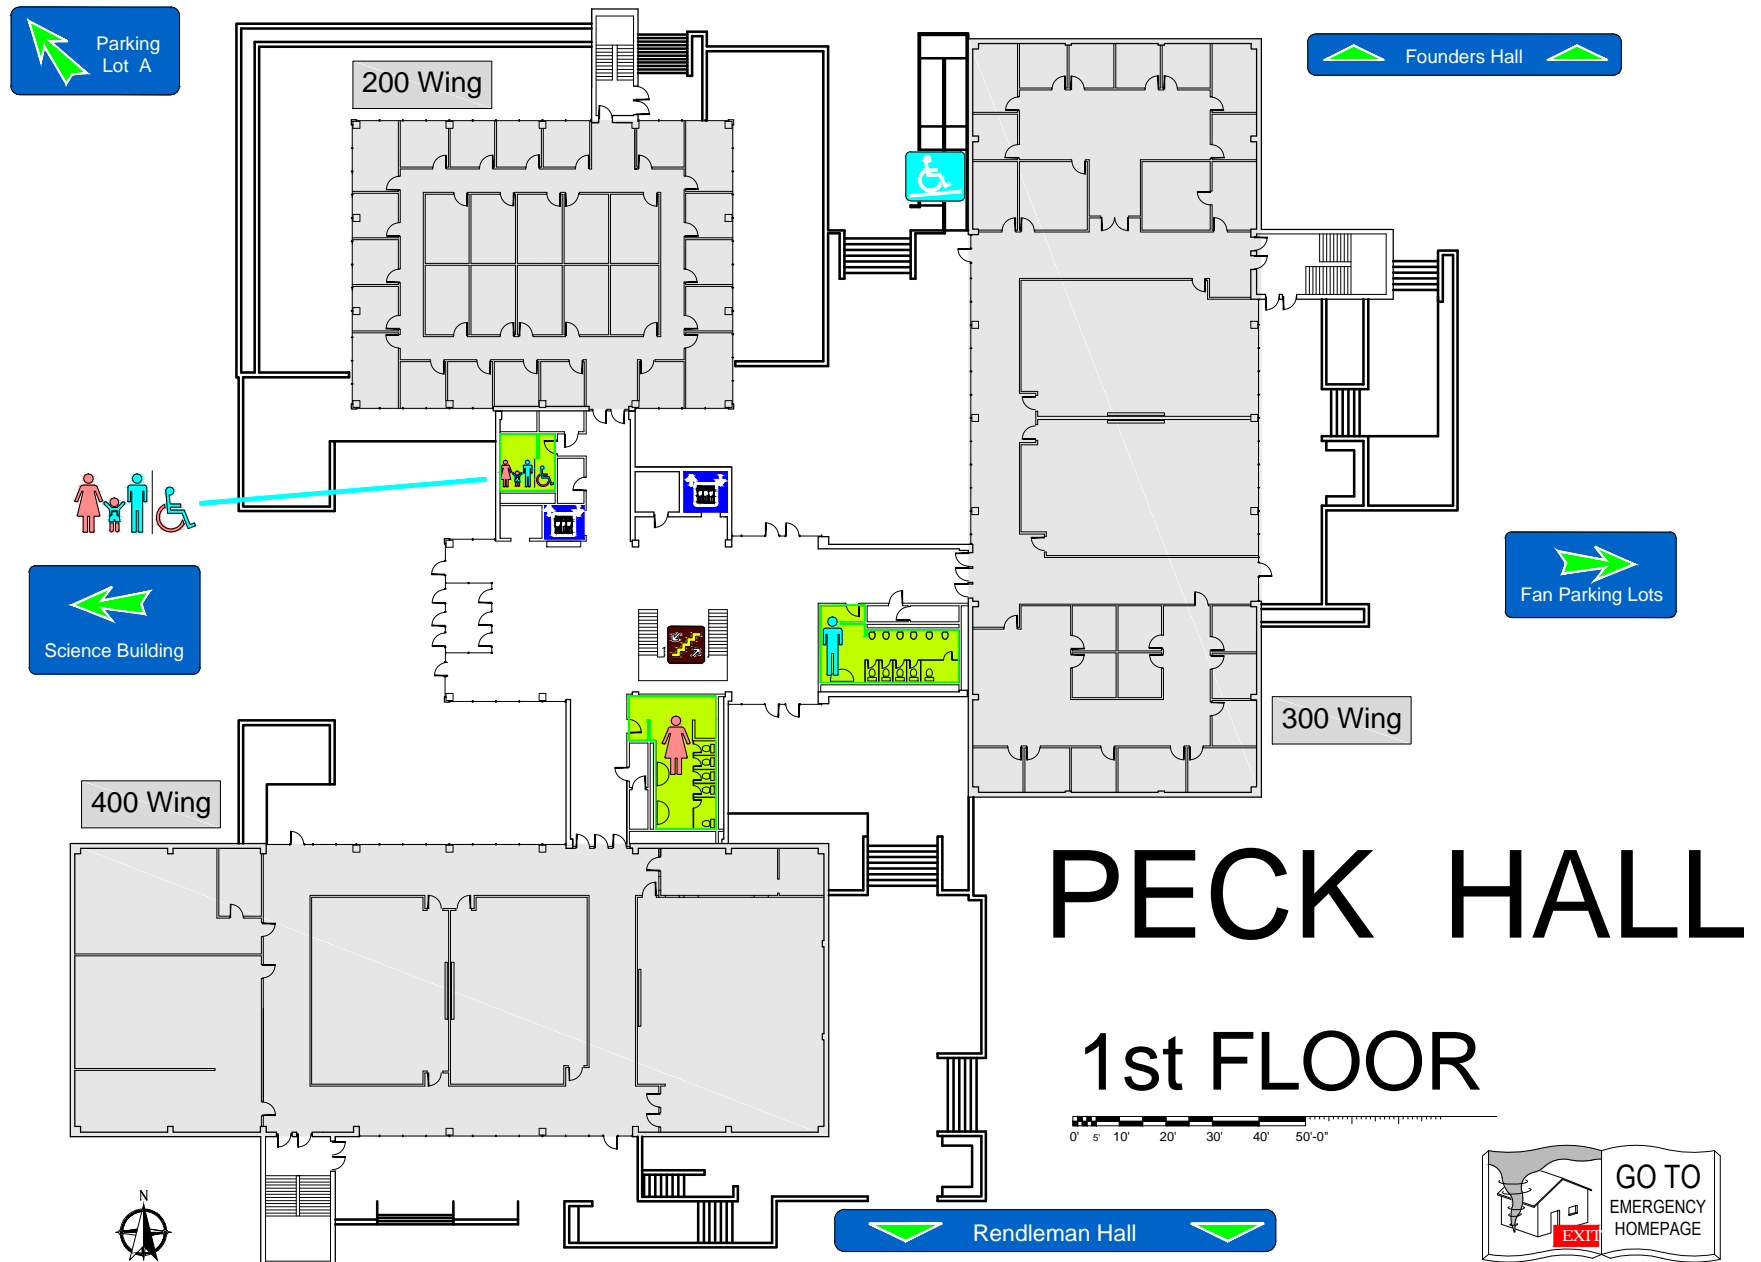 Parking
Lot A
200 Wing
Founders Hall
Science Building
Fan Parking Lots
300 Wing
400 Wing
PECK HALL
1st FLOOR
0' 5' 10' 20' 30' 40' 50'-0"
N
Rendleman Hall
GO TO
EMERGENCY
HOMEPAGE
EXIT